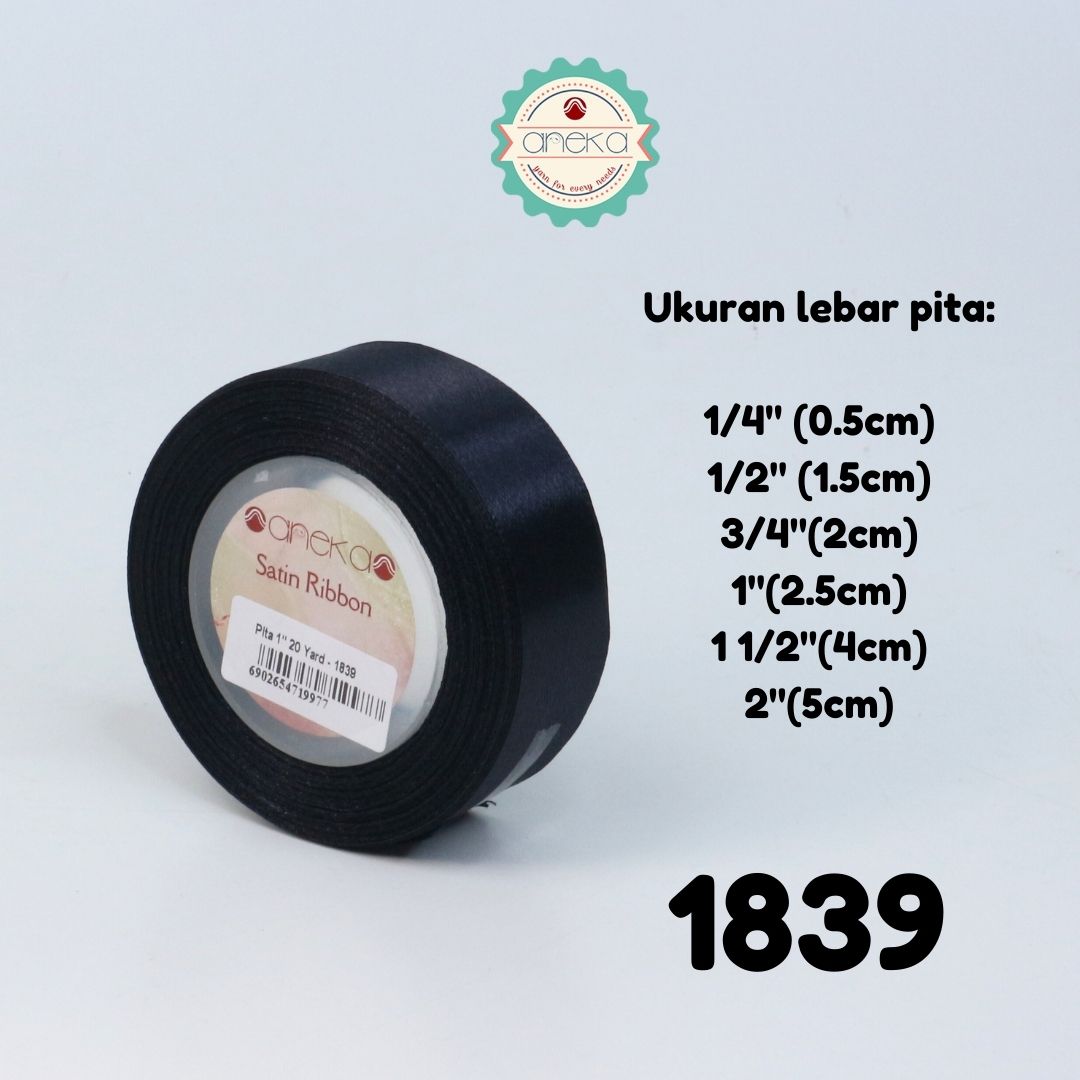 aneka
yarn for every needs
Ukuran lebar pita:
1/4" (0.5cm)
1/2" (1.5cm)
3/4"(2cm)
1"(2.5cm)
1 1/2"(4cm)
2"(5cm)
aneka
Satin Ribbon
Pita 1" 20 Yard - 1839
6902654719977
1839